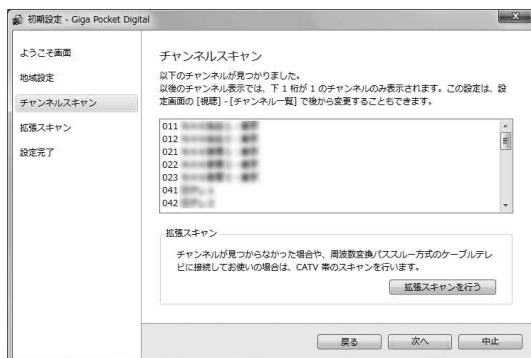 初期設定 - Giga Pocket Digital
ようこそ画面
地域設定
チャンネルスキャン
拡張スキャン
設定完了
チャンネルスキャン
以下のチャンネルが見つかりました。
以後のチャンネル表示では、下 1 桁が 1 のチャンネルのみ表示されます。この設定は、設
定画面の [視聴] - [チャンネル一覧] で後から変更することもできます。
011
012
021
022
023
041
042
拡張スキャン
チャンネルが見つからなかった場合や、周波数変換パススルー方式のケーブルテレ
ビに接続してお使いの場合は、CATV 帯のスキャンを行います。
拡張スキャンを行う
戻る
次へ
中止